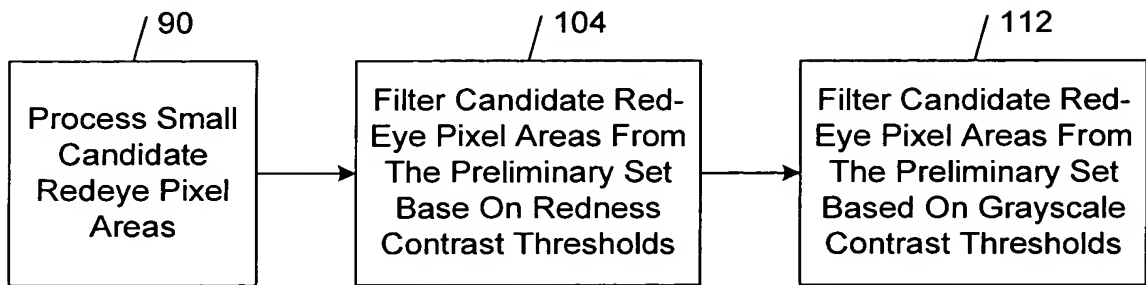 90
104
112
Process Small
Candidate
Redeye Pixel
Areas
Filter Candidate Red-
Eye Pixel Areas From
The Preliminary Set
Base On Redness
Contrast Thresholds
Filter Candidate Red-
Eye Pixel Areas From
The Preliminary Set
Based On Grayscale
Contrast Thresholds